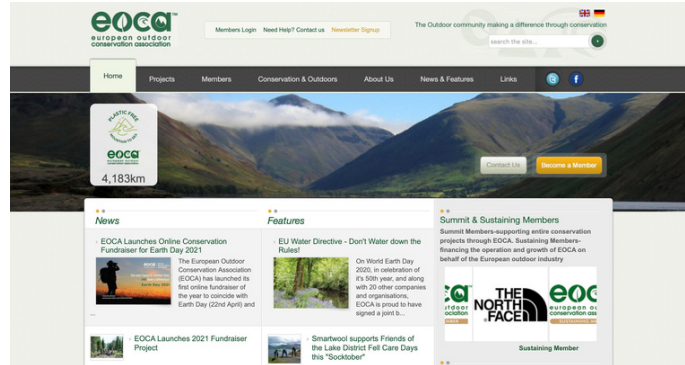 eoca™
european outdoor
conservation association
Members Login Need Help? Contact us Newsletter Signup
The Outdoor community making a difference through conservation
search the site...
Home Projects Members Conservation & Outdoors About Us News & Features Links
PLASTIC FREE
eoca
4,183km
Contact Us Become a Member
News
EOCA Launches Online Conservation
Fundraiser for Earth Day 2021
The European Outdoor
Conservation Association
(EOCA) has launched its
first online fundraiser of
the year to coincide with
Earth Day (22nd April) and
...
EOCA Launches 2021 Fundraiser
Project
Features
EU Water Directive - Don't Water down the
Rules!
On World Earth Day
2020, in celebration of
it's 50th year, and along
with 20 other companies
and organisations,
EOCA is proud to have
signed a joint b...
Smartwool supports Friends of
the Lake District Fell Care Days
this "Socktober"
Summit & Sustaining Members
Summit Members-supporting entire conservation
projects through EOCA. Sustaining Members-
financing the operation and growth of EOCA on
behalf of the European outdoor industry
THE
NORTH
FACE
Sustaining Member